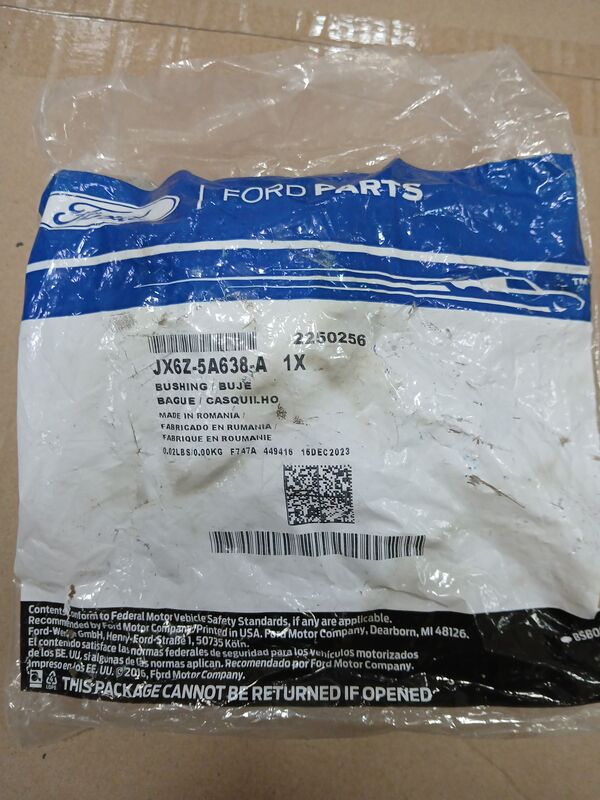 Ford
FORD PARTS
TM
2250256
JX6Z-5A638-A 1X
BUSHING / BUJE
BAGUE / CASQUILHO
MADE IN ROMANIA /
FABRICADO EN RUMANIA /
FABRIQUE EN ROUMANIE
0.02LBS/0.00KG F747A 449416 16DEC2023
Contents conform to Federal Motor Vehicle Safety Standards, if any are applicable.
Recommended by Ford Motor Company. Printed in USA. Ford Motor Company, Dearborn, MI 48126.
Ford-Werke GmbH, Henry-Ford-Straße 1, 50735 Köln.
El contenido satisface las normas federales de seguridad para los vehículos motorizados
de los EE. UU. si algunas de las normas aplican. Recomendado por Ford Motor Company.
Impreso en los EE. UU. ©2016, Ford Motor Company.
THIS PACKAGE CANNOT BE RETURNED IF OPENED